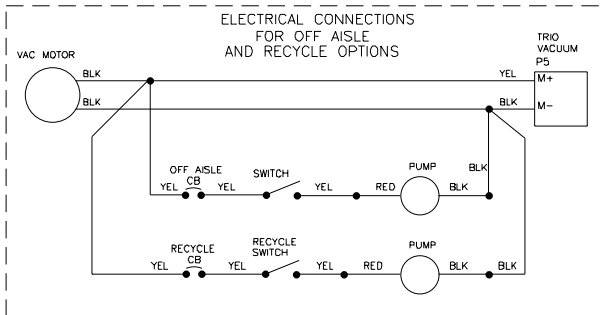 ELECTRICAL CONNECTIONS
FOR OFF AISLE
AND RECYCLE OPTIONS
TRIO
VACUUM
P5
VAC MOTOR
BLK
YEL
M+
BLK
BLK
M-
OFF AISLE
CB
SWITCH
PUMP
BLK
YEL
YEL
YEL
RED
BLK
RECYCLE
CB
RECYCLE
SWITCH
PUMP
YEL
YEL
YEL
RED
BLK
BLK